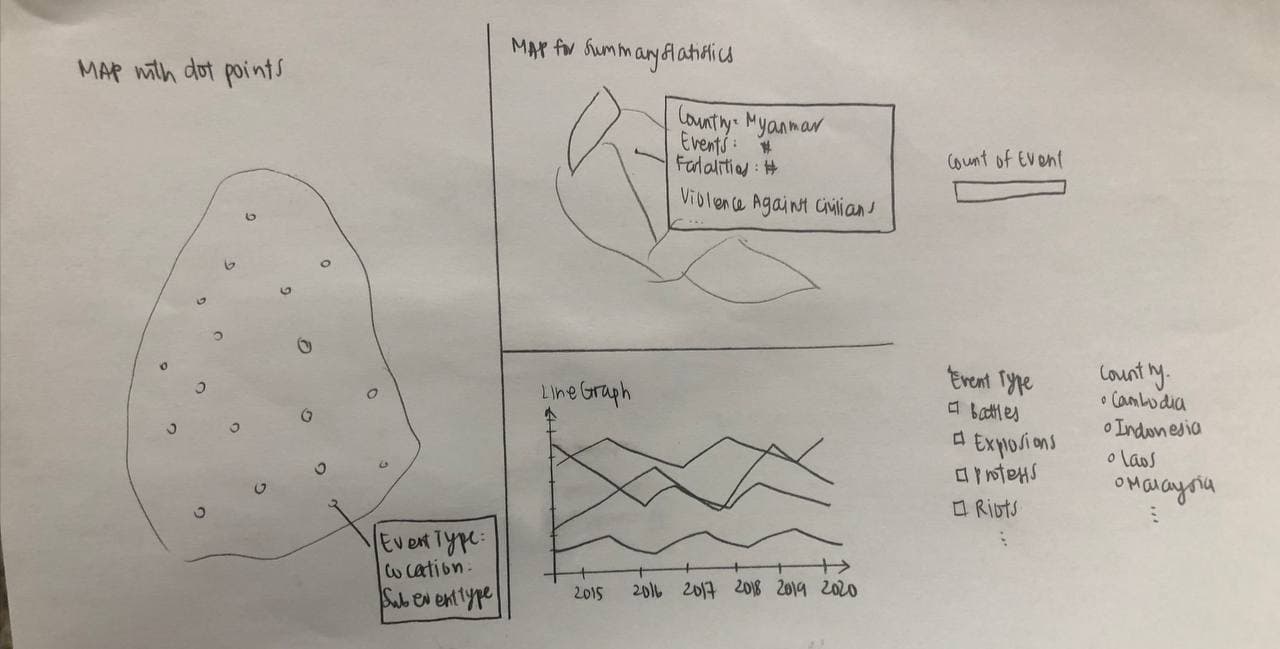 MAP with dot points
Event Type:
Location:
Sub event type
MAP for summary statistics
Country: Myanmar
Events: #
Fatalities: #
Violence Against Civilians
...
Count of Event
Line Graph
2015 2016 2017 2018 2019 2020
Event Type
Battles
Explosions
Protests
Riots
Country.
Cambodia
Indonesia
Laos
Malaysia